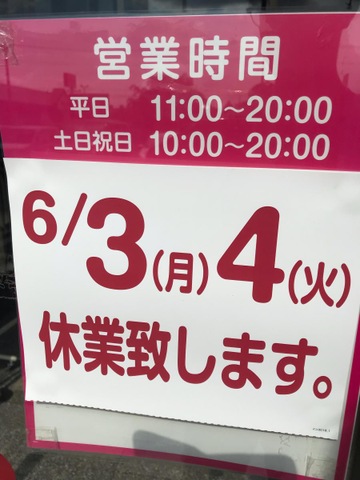 営業時間
平日 11:00～20:00
土日祝日 10:00～20:00
6/3(月)4(火)
休業致します。